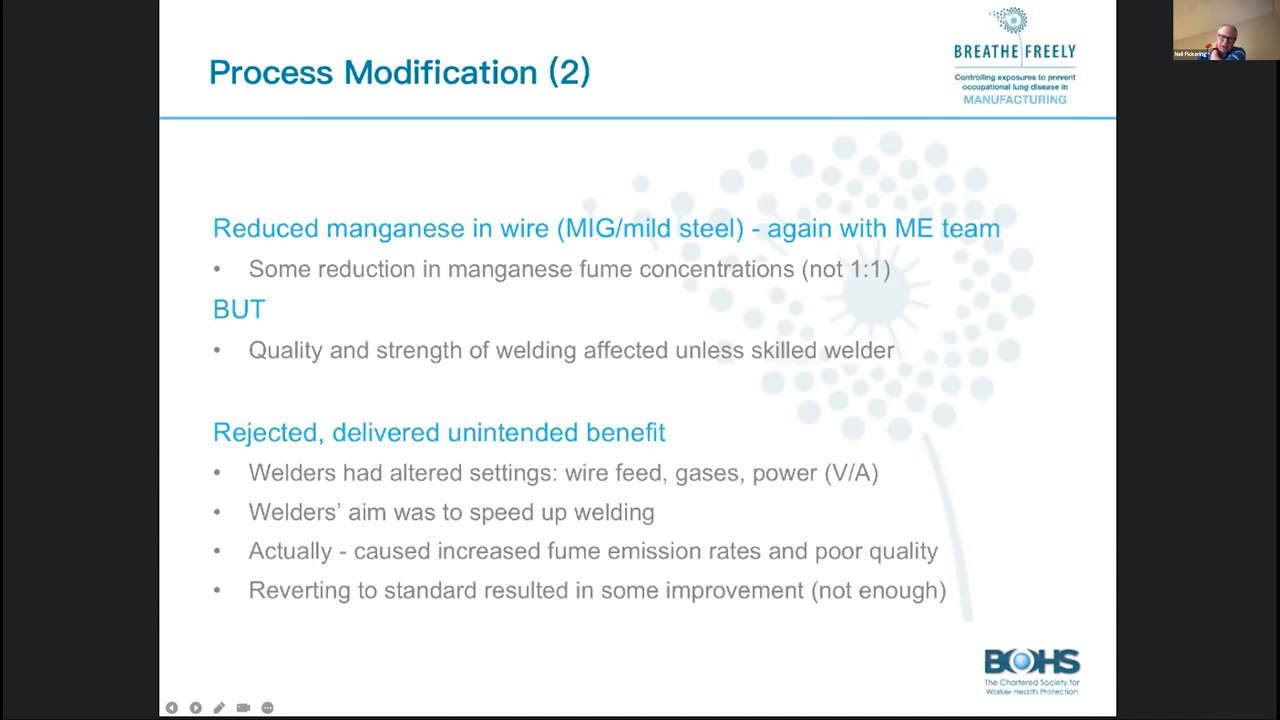 Process Modification (2)
BREATHE FREELY
Controlling exposures to prevent
occupational lung disease in
MANUFACTURING
Neil Pickering
Reduced manganese in wire (MIG/mild steel) - again with ME team
• Some reduction in manganese fume concentrations (not 1:1)
BUT
• Quality and strength of welding affected unless skilled welder
Rejected, delivered unintended benefit
• Welders had altered settings: wire feed, gases, power (V/A)
• Welders’ aim was to speed up welding
• Actually - caused increased fume emission rates and poor quality
• Reverting to standard resulted in some improvement (not enough)
BOHS
The Chartered Society for
Worker Health Protection